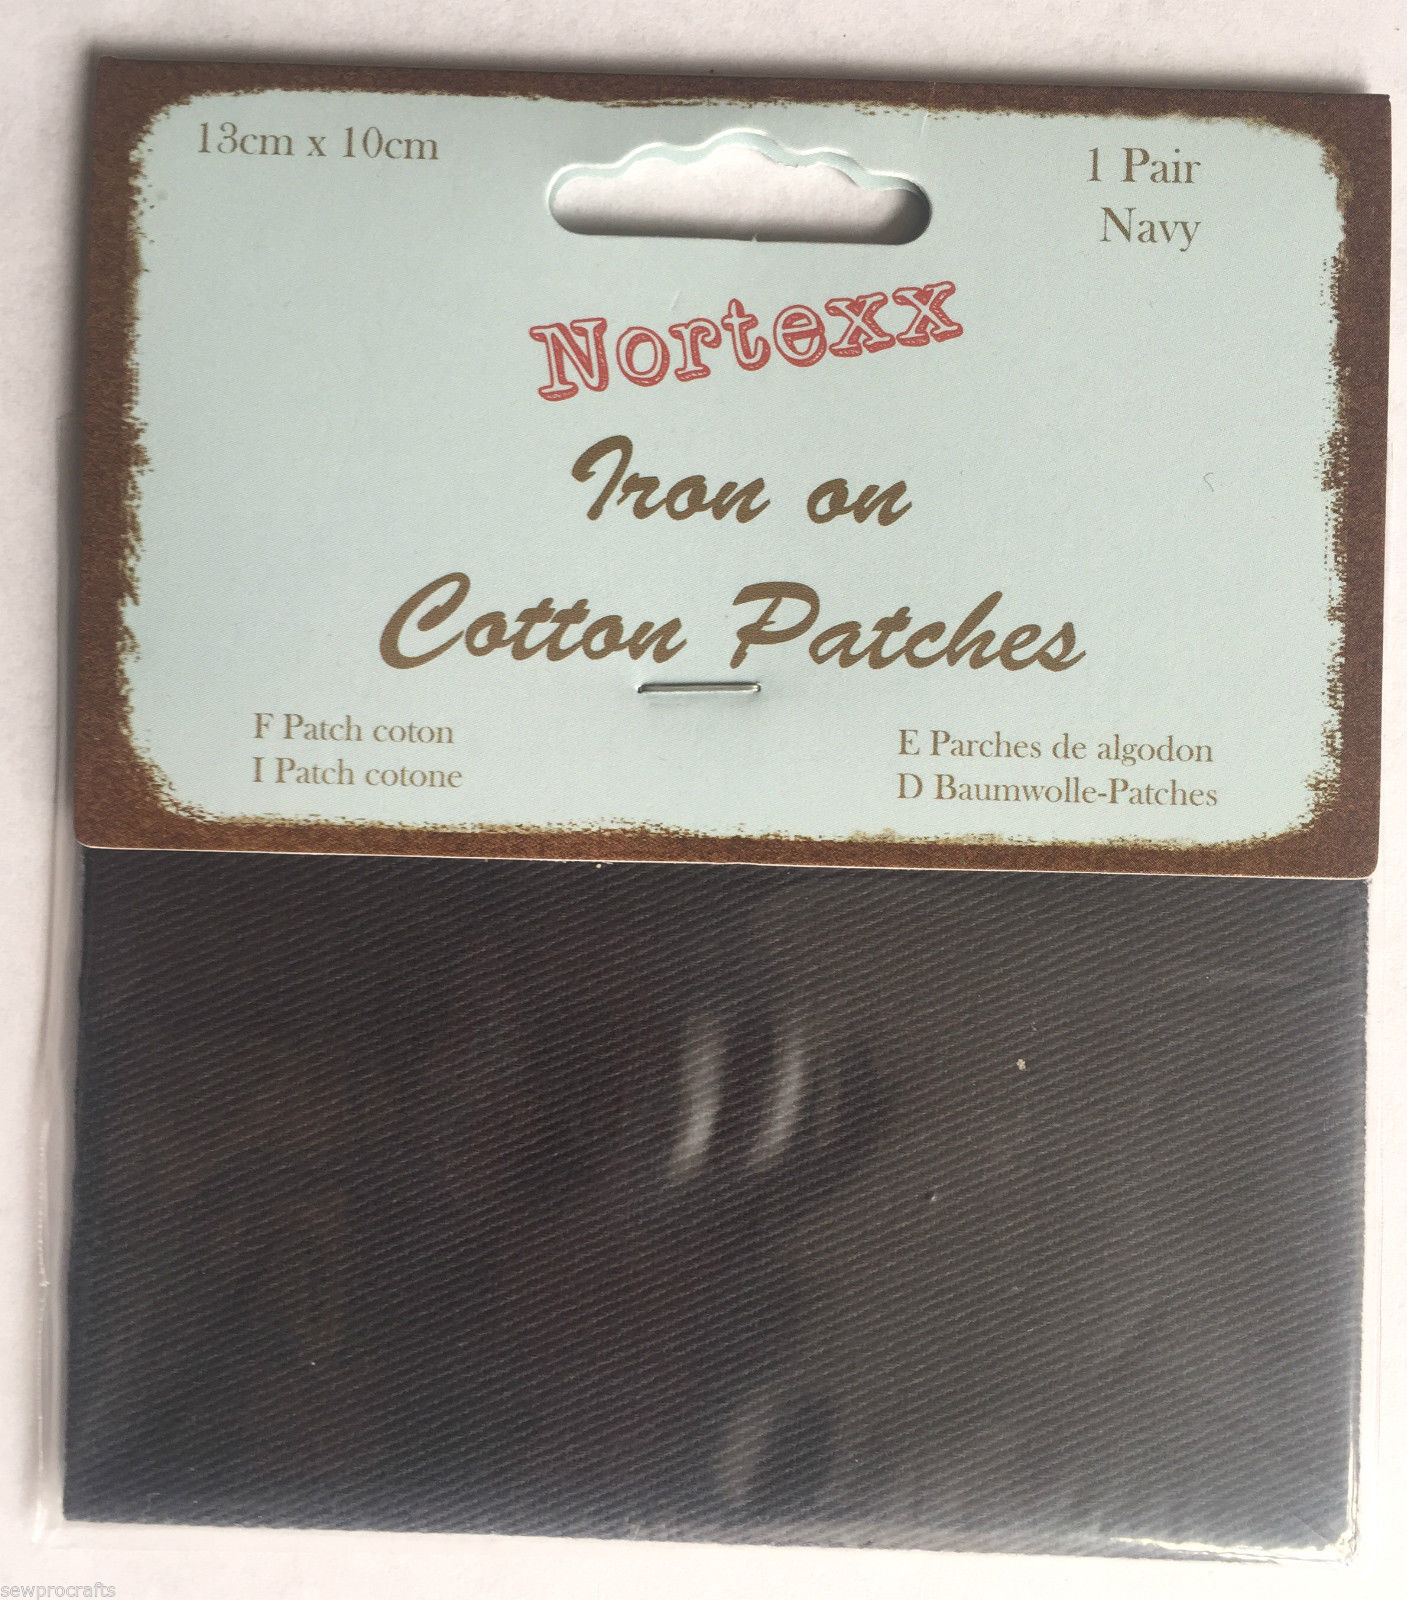 13cm x 10cm
1 Pair
Navy
Nortexx
Iron on
Cotton Patches
F Patch coton
I Patch cotone
E Parches de algodon
D Baumwolle-Patches
sewprocrafts